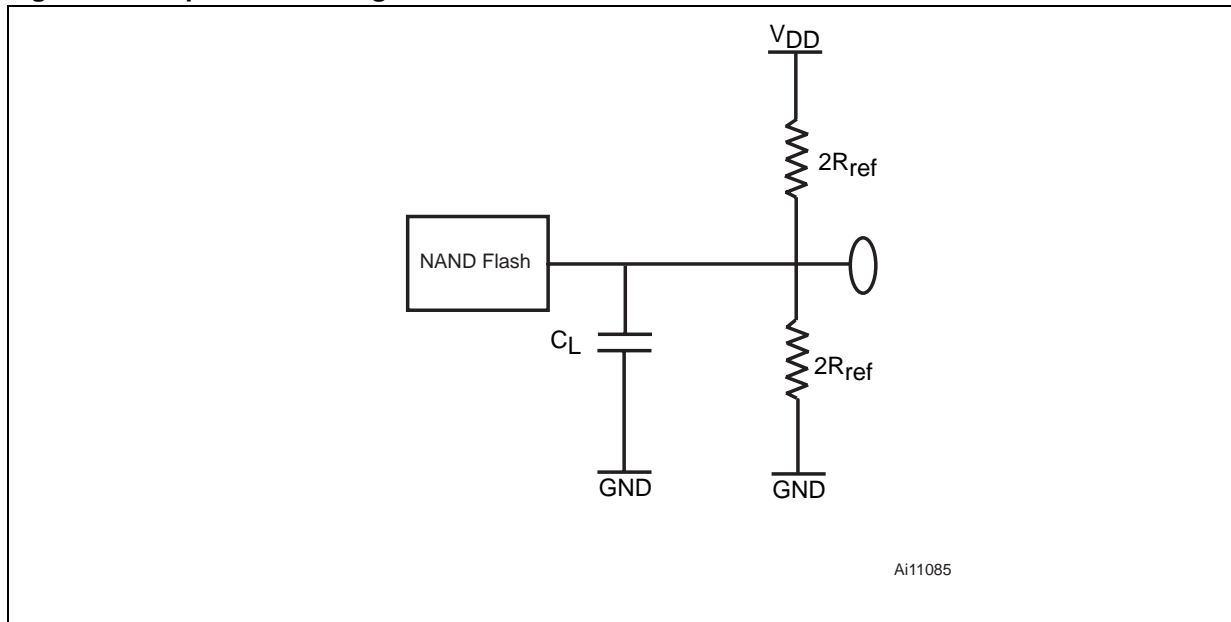 VDD
2Rref
NAND Flash
CL
2Rref
GND
GND
Ai11085